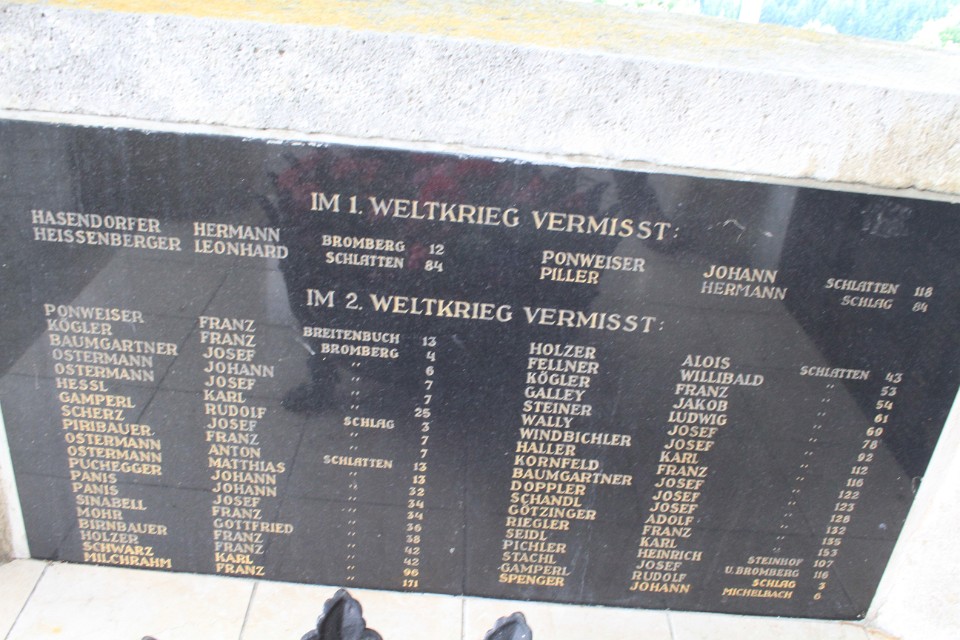 IM 1. WELTKRIEG VERMISST:
HASENDORFER HERMANN BROMBERG 12
HEISSENBERGER LEONHARD SCHLATTEN 84
PONWEISER JOHANN SCHLATTEN 118
PILLER HERMANN SCHLAG 84
IM 2. WELTKRIEG VERMISST:
PONWEISER FRANZ BREITENBUCH 13
KÖGLER FRANZ BROMBERG 4
BAUMGARTNER JOSEF ,, 6
OSTERMANN JOHANN ,, 7
OSTERMANN JOSEF ,, 7
HESSL KARL ,, 25
GAMPERL RUDOLF SCHLAG 3
SCHERZ JOSEF ,, 7
PIRIBAUER FRANZ ,, 7
OSTERMANN ANTON SCHLATTEN 13
OSTERMANN MATTHIAS ,, 13
PUCHEGGER JOHANN ,, 32
PANIS JOHANN ,, 34
PANIS JOSEF ,, 34
SINABELL FRANZ ,, 36
MOHR GOTTFRIED ,, 38
BIRNBAUER FRANZ ,, 42
HOLZER FRANZ ,, 42
SCHWARZ KARL ,, 96
MILCHRAHM FRANZ ,, 171
HOLZER ALOIS SCHLATTEN 43
FELLNER WILLIBALD ,, 53
KÖGLER FRANZ ,, 54
GALLEY JAKOB ,, 61
STEINER LUDWIG ,, 69
WALLY JOSEF ,, 78
WINDBICHLER JOSEF ,, 92
HALLER KARL ,, 112
KORNFELD FRANZ ,, 116
BAUMGARTNER JOSEF ,, 122
DOPPLER JOSEF ,, 123
SCHANDL JOSEF ,, 128
GÖTZINGER ADOLF ,, 132
RIEGLER FRANZ ,, 135
SEIDL KARL ,, 153
PICHLER HEINRICH STEINHOF 107
STACHL JOSEF U.BROMBERG 116
GAMPERL RUDOLF SCHLAG 3
SPENGER JOHANN MICHELBACH 6